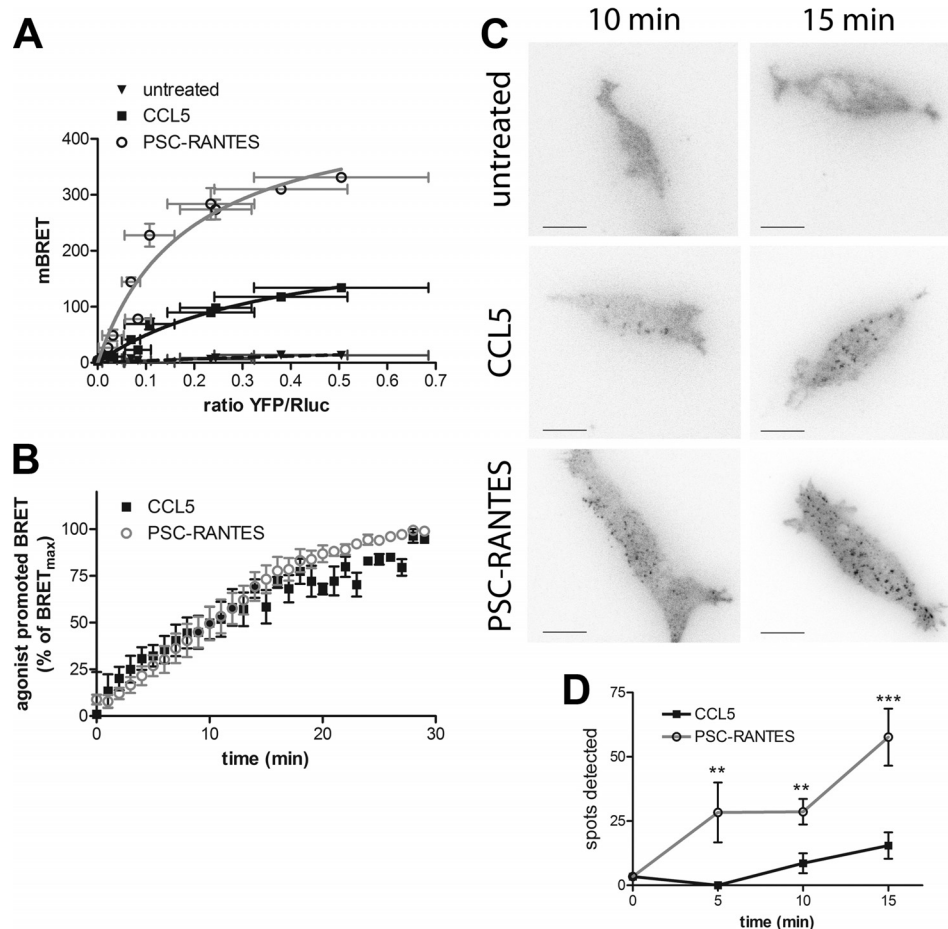 A
untreated
CCL5
PSC-RANTES
400
300
200
100
0
mBRET
0.0 0.1 0.2 0.3 0.4 0.5 0.6 0.7
ratio YFP/Rluc
B
CCL5
PSC-RANTES
100
75
50
25
0
agonist promoted BRET
(% of BRETmax)
0 10 20 30
time (min)
C
10 min 15 min
untreated
CCL5
PSC-RANTES
D
CCL5
PSC-RANTES
75
50
25
0
spots detected
** ** ***
0 5 10 15
time (min)